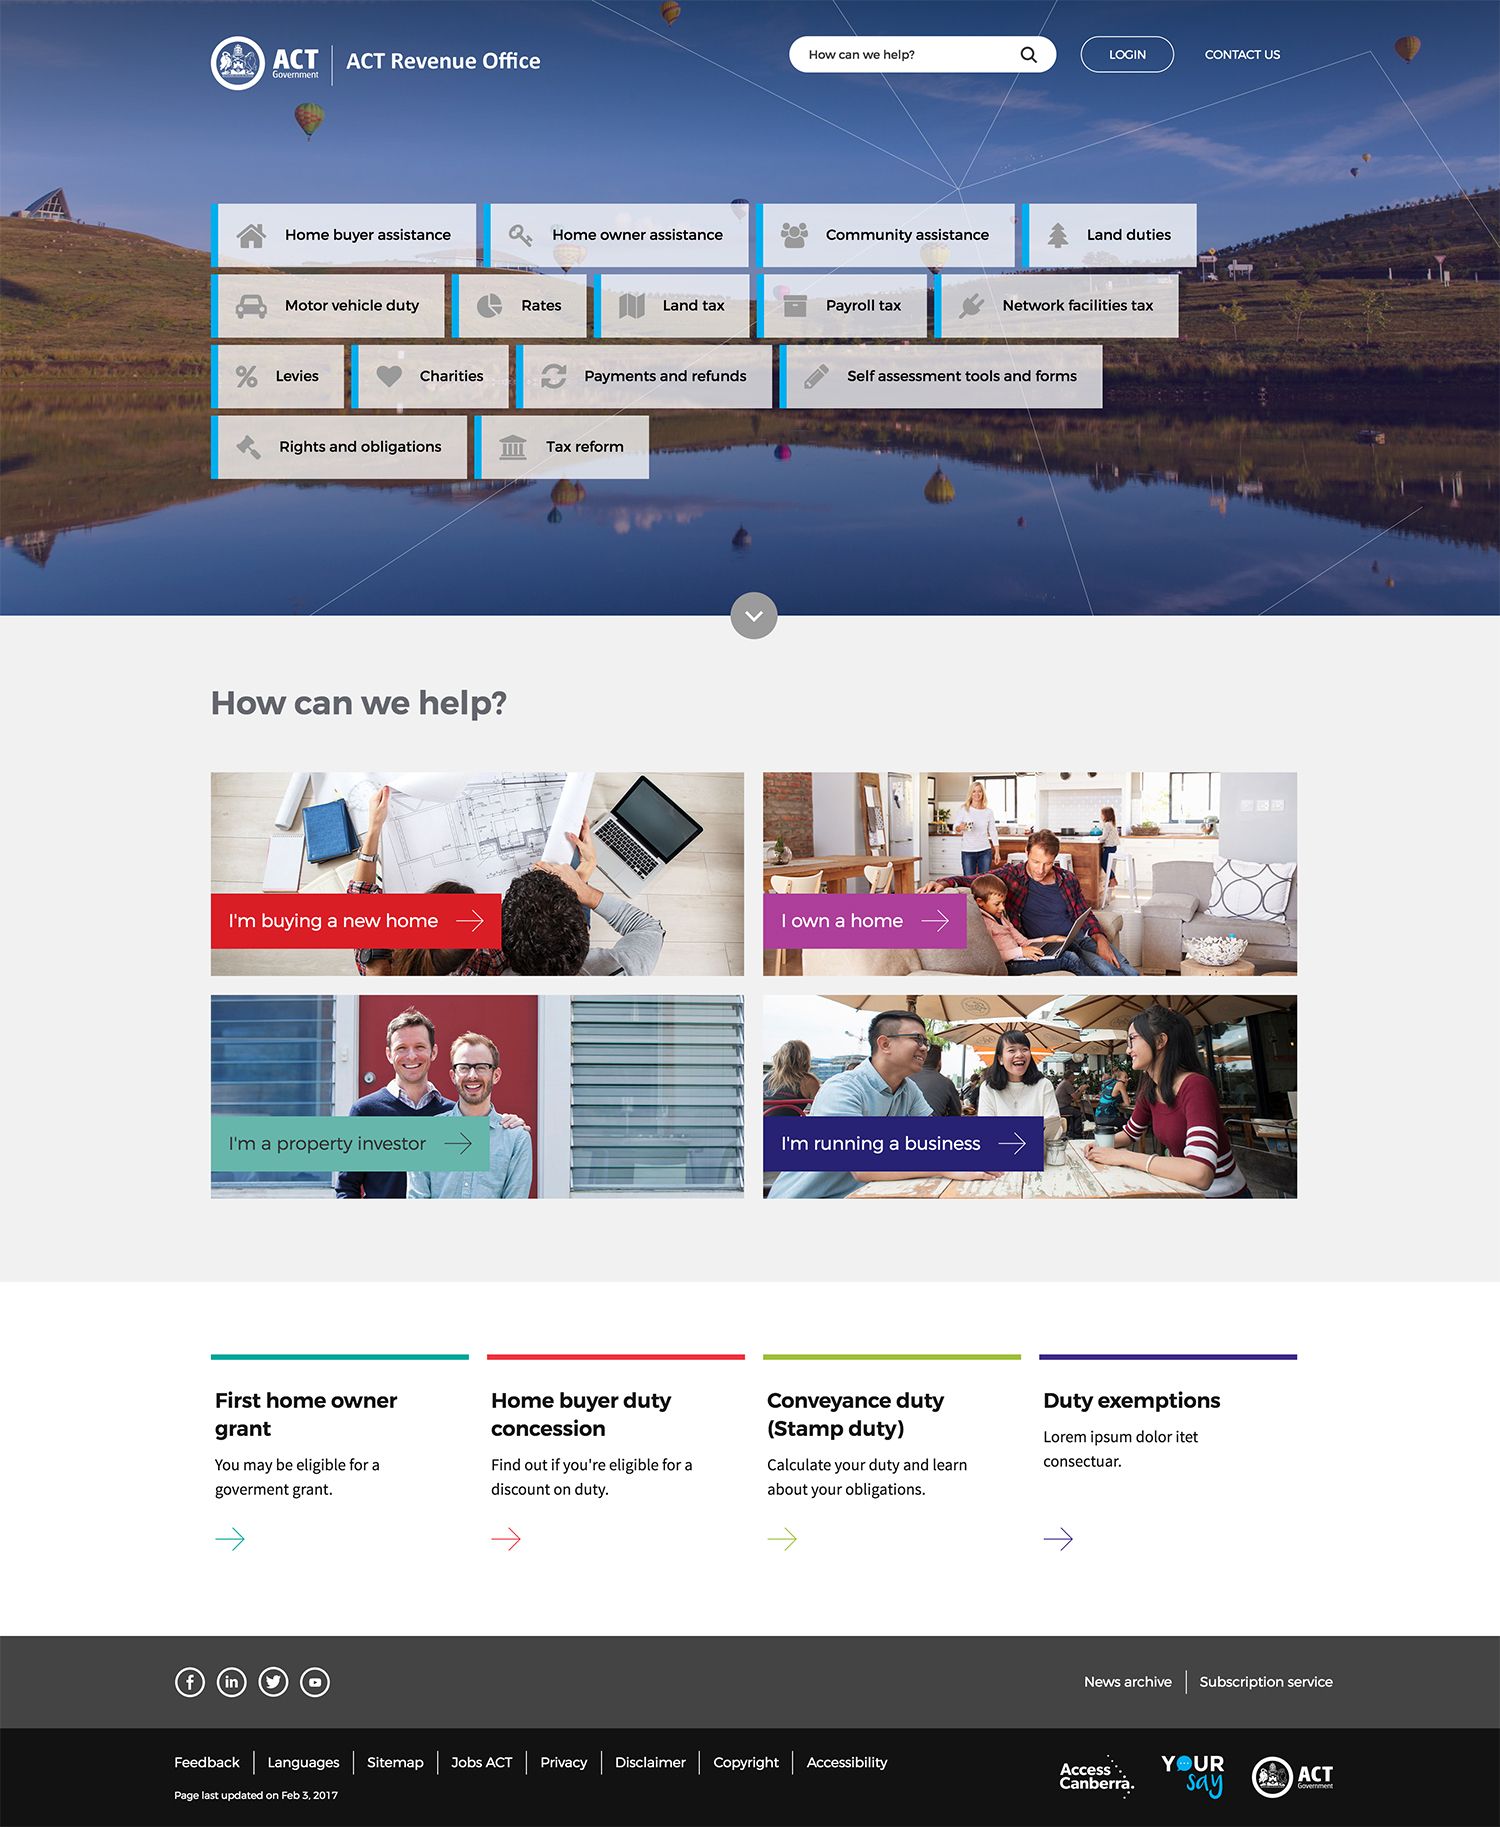 ACT
Government
ACT Revenue Office
How can we help?
LOGIN
CONTACT US
Home buyer assistance
Home owner assistance
Community assistance
Land duties
Motor vehicle duty
Rates
Land tax
Payroll tax
Network facilities tax
Levies
Charities
Payments and refunds
Self assessment tools and forms
Rights and obligations
Tax reform
How can we help?
I'm buying a new home
I own a home
I'm a property investor
I'm running a business
First home owner
grant
You may be eligible for a
goverment grant.
Home buyer duty
concession
Find out if you're eligible for a
discount on duty.
Conveyance duty
(Stamp duty)
Calculate your duty and learn
about your obligations.
Duty exemptions
Lorem ipsum dolor itet
consectuar.
News archive
Subscription service
Feedback
Languages
Sitemap
Jobs ACT
Privacy
Disclaimer
Copyright
Accessibility
Page last updated on Feb 3, 2017
Access
Canberra.
YOUR
say
ACT
Government